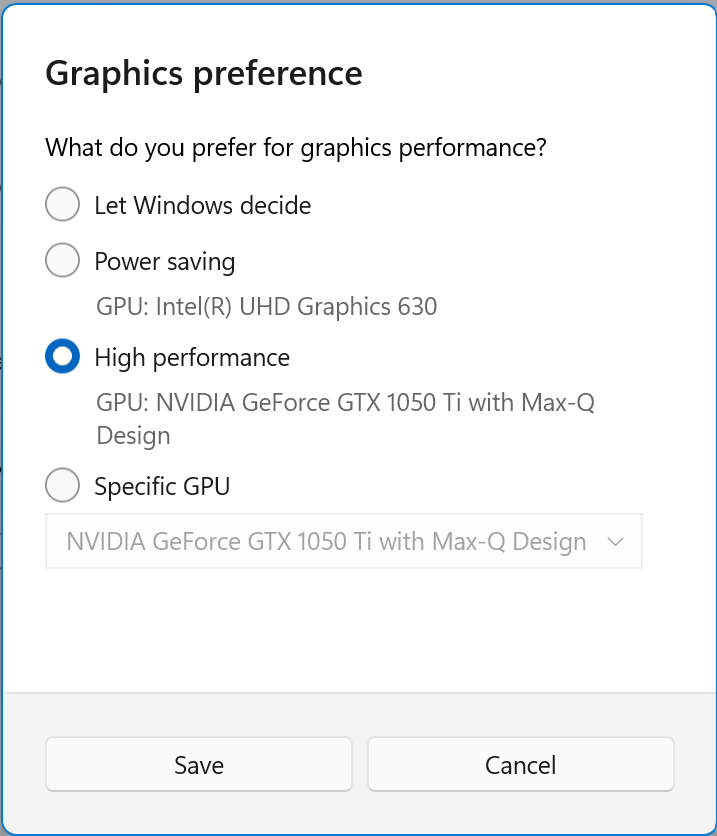 Graphics preference
What do you prefer for graphics performance?
Let Windows decide
Power saving
GPU: Intel(R) UHD Graphics 630
High performance
GPU: NVIDIA GeForce GTX 1050 Ti with Max-Q
Design
Specific GPU
NVIDIA GeForce GTX 1050 Ti with Max-Q Design
Save
Cancel